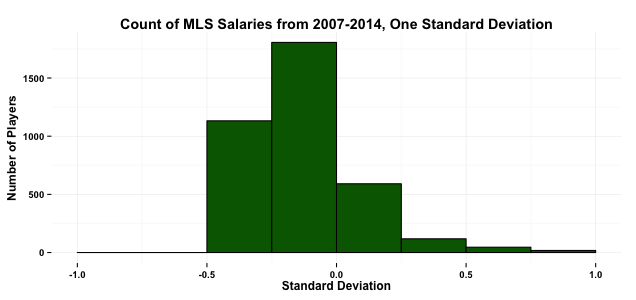 Count of MLS Salaries from 2007-2014, One Standard Deviation
1500
1000
500
0
Number of Players
-1.0 -0.5 0.0 0.5 1.0
Standard Deviation